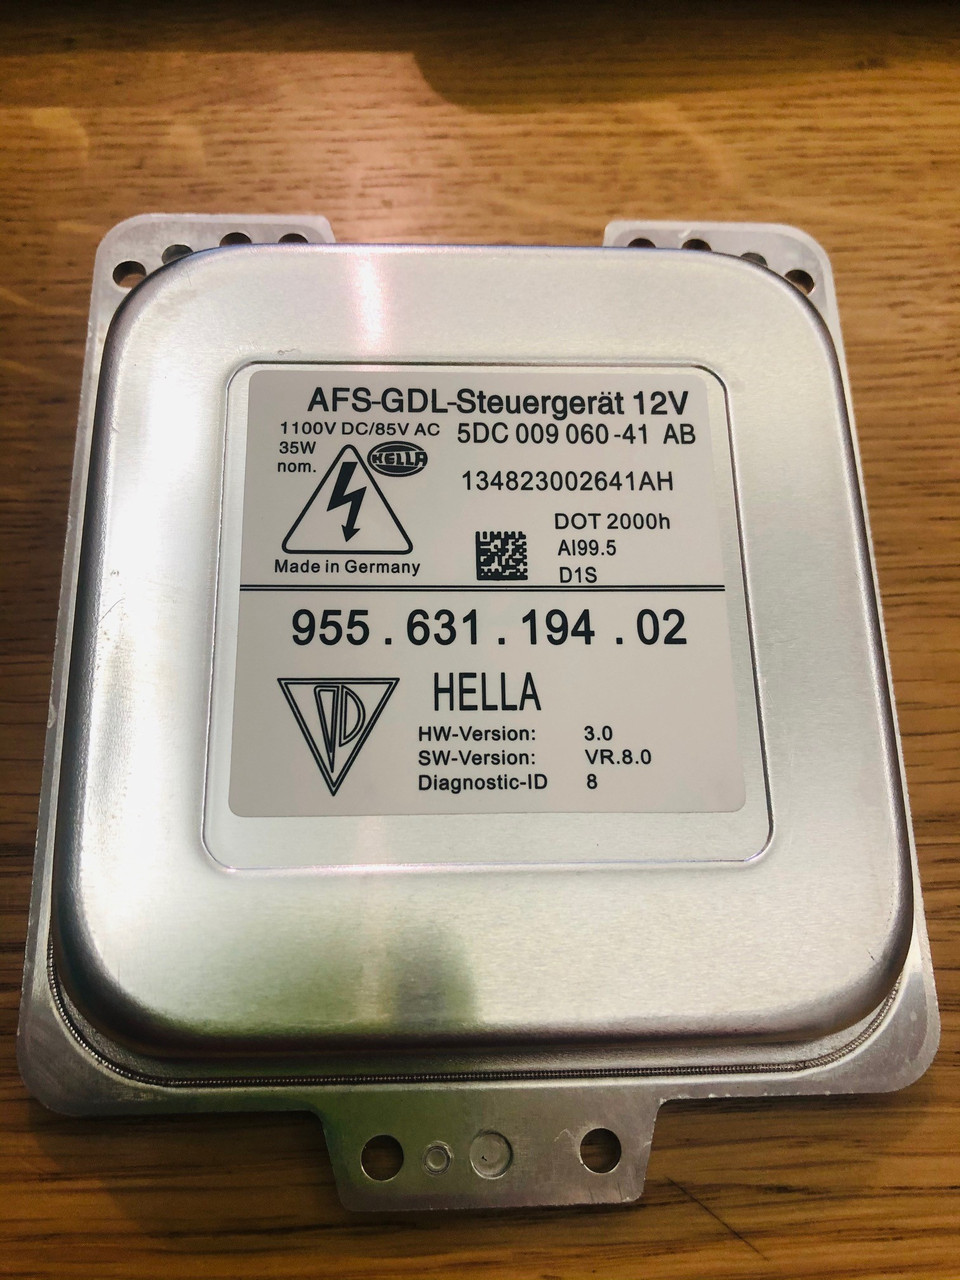 AFS-GDL-Steuergerät 12V
1100V DC/85V AC 5DC 009 060-41 AB
35W
nom.
HELLA
134823002641AH
DOT 2000h
Al99.5
D1S
Made in Germany
955.631.194.02
HELLA
HW-Version: 3.0
SW-Version: VR.8.0
Diagnostic-ID 8